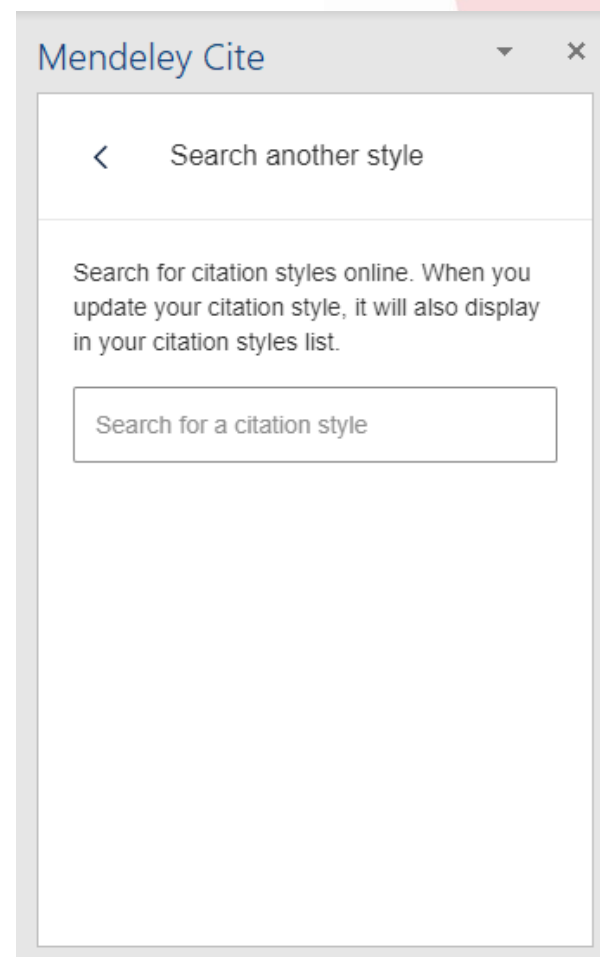 Mendeley Cite
Search another style
Search for citation styles online. When you
update your citation style, it will also display
in your citation styles list.
Search for a citation style